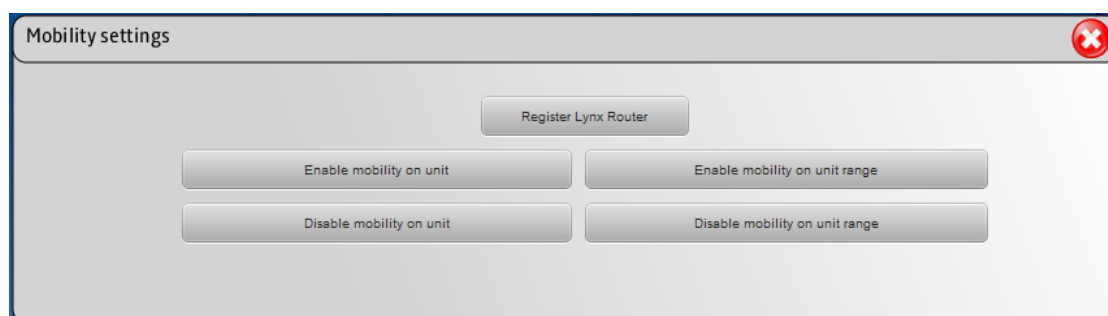 Mobility settings
Register Lynx Router
Enable mobility on unit
Enable mobility on unit range
Disable mobility on unit
Disable mobility on unit range